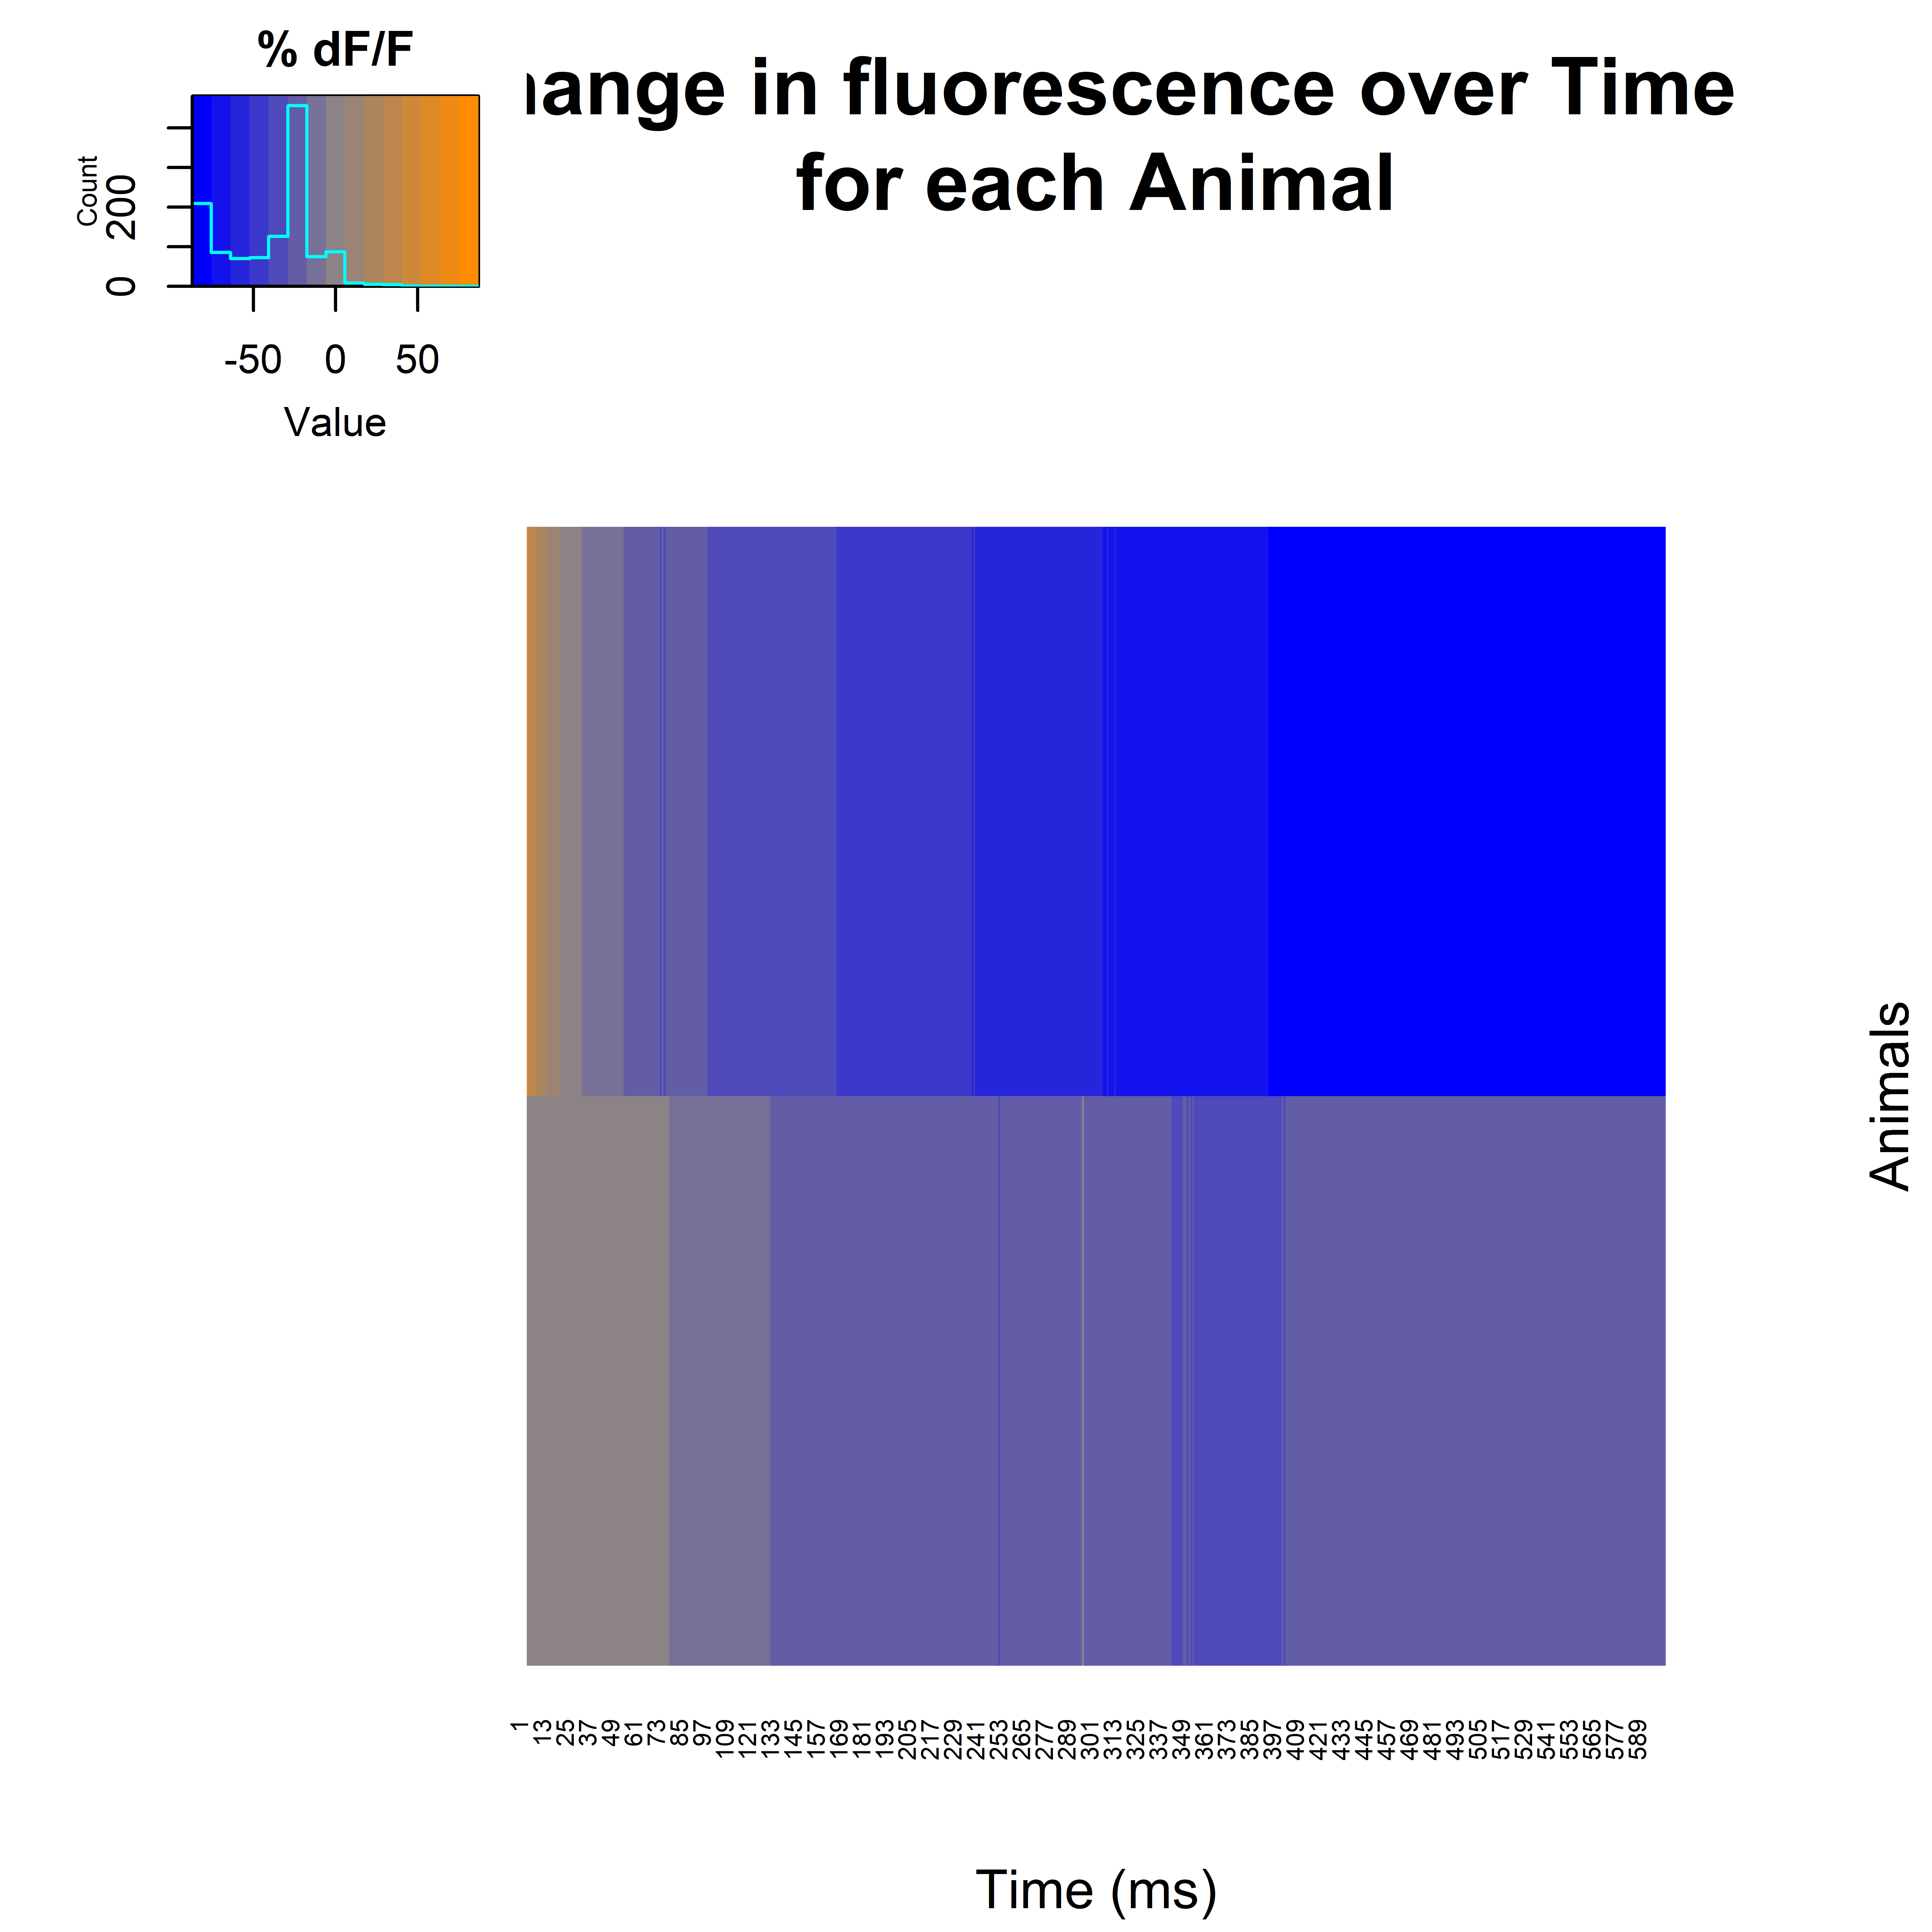 % dF/F
Count
0 200
-50 0 50
Value
hange in fluorescence over Time
for each Animal
Animals
1 13 25 37 49 61 73 85 97 109 121 133 145 157 169 181 193 205 217 229 241 253 265 277 289 301 313 325 337 349 361 373 385 397 409 421 433 445 457 469 481 493 505 517 529 541 553 565 577 589
Time (ms)